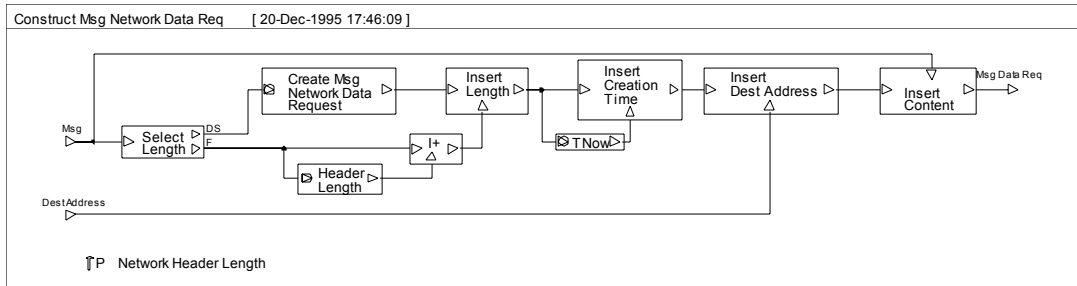 Construct Msg Network Data Req [ 20-Dec-1995 17:46:09 ]
Msg
Select
Length
DS
F
Create Msg
Network Data
Request
Header
Length
I+
Insert
Length
TNow
Insert
Creation
Time
Insert
Dest Address
Insert
Content
Msg Data Req
DestAddress
P Network Header Length